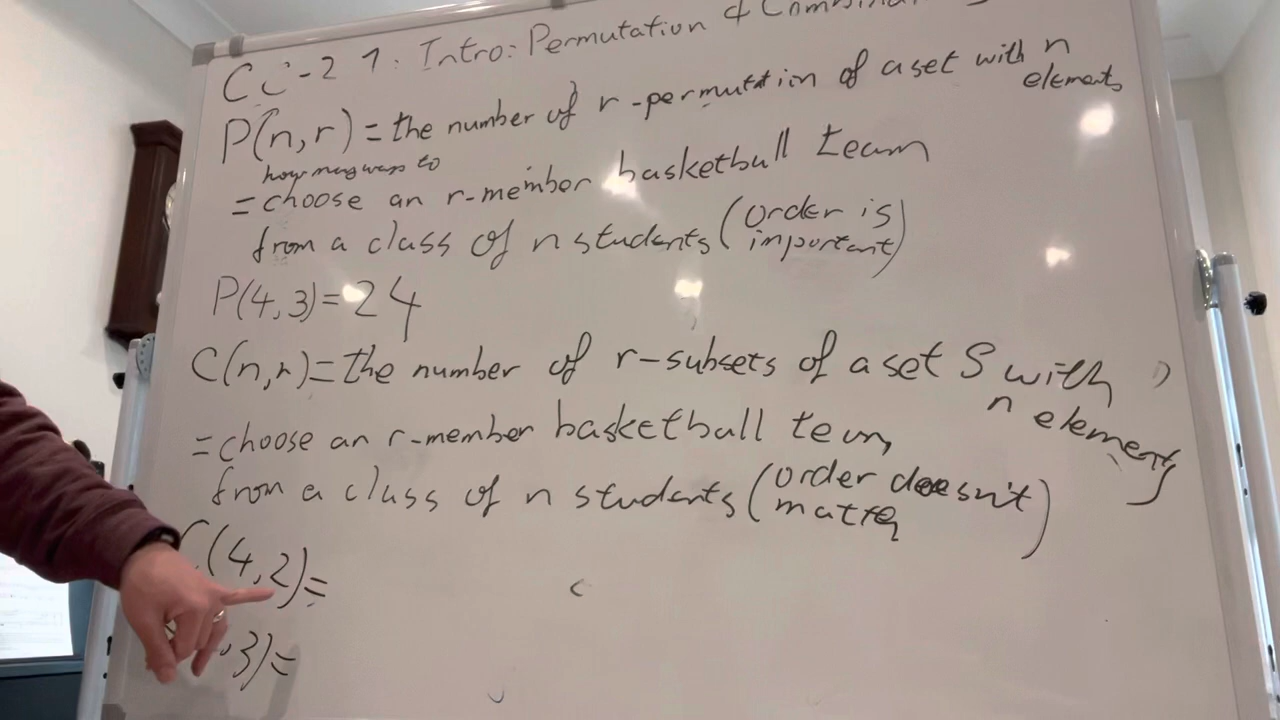 CC-2 1. Intro: Permutation &
P(n,r) = the number of r-permutation of a set with n elements
how many ways to
= choose an r-member basketball team
from a class of n students (order is important)
P(4,3)=24
C(n,r)=the number of r-subsets of a set S with n elements
=choose an r-member basketball team,
from a class of n students (order doesn't matter)
C(4,2)=
3)=